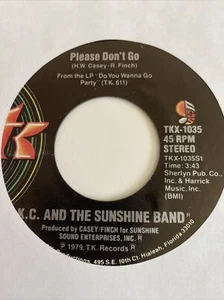 Please Don't Go
(H.W. Casey-R. Finch)
From the LP "Do You Wanna Go
Party" (T.K. 611)
TKX-1035
45 RPM
STEREO
TKX-1035S1
Time: 3:43
Sherlyn Pub. Co.,
Inc. & Harrick
Music, Inc.
(BMI)
K.C. AND THE SUNSHINE BAND
Produced by CASEY/FINCH for SUNSHINE
SOUND ENTERPRISES, INC.
℗ 1979, T.K. Records
495 S.E. 10th Ct. Hialeah, Florida 33010